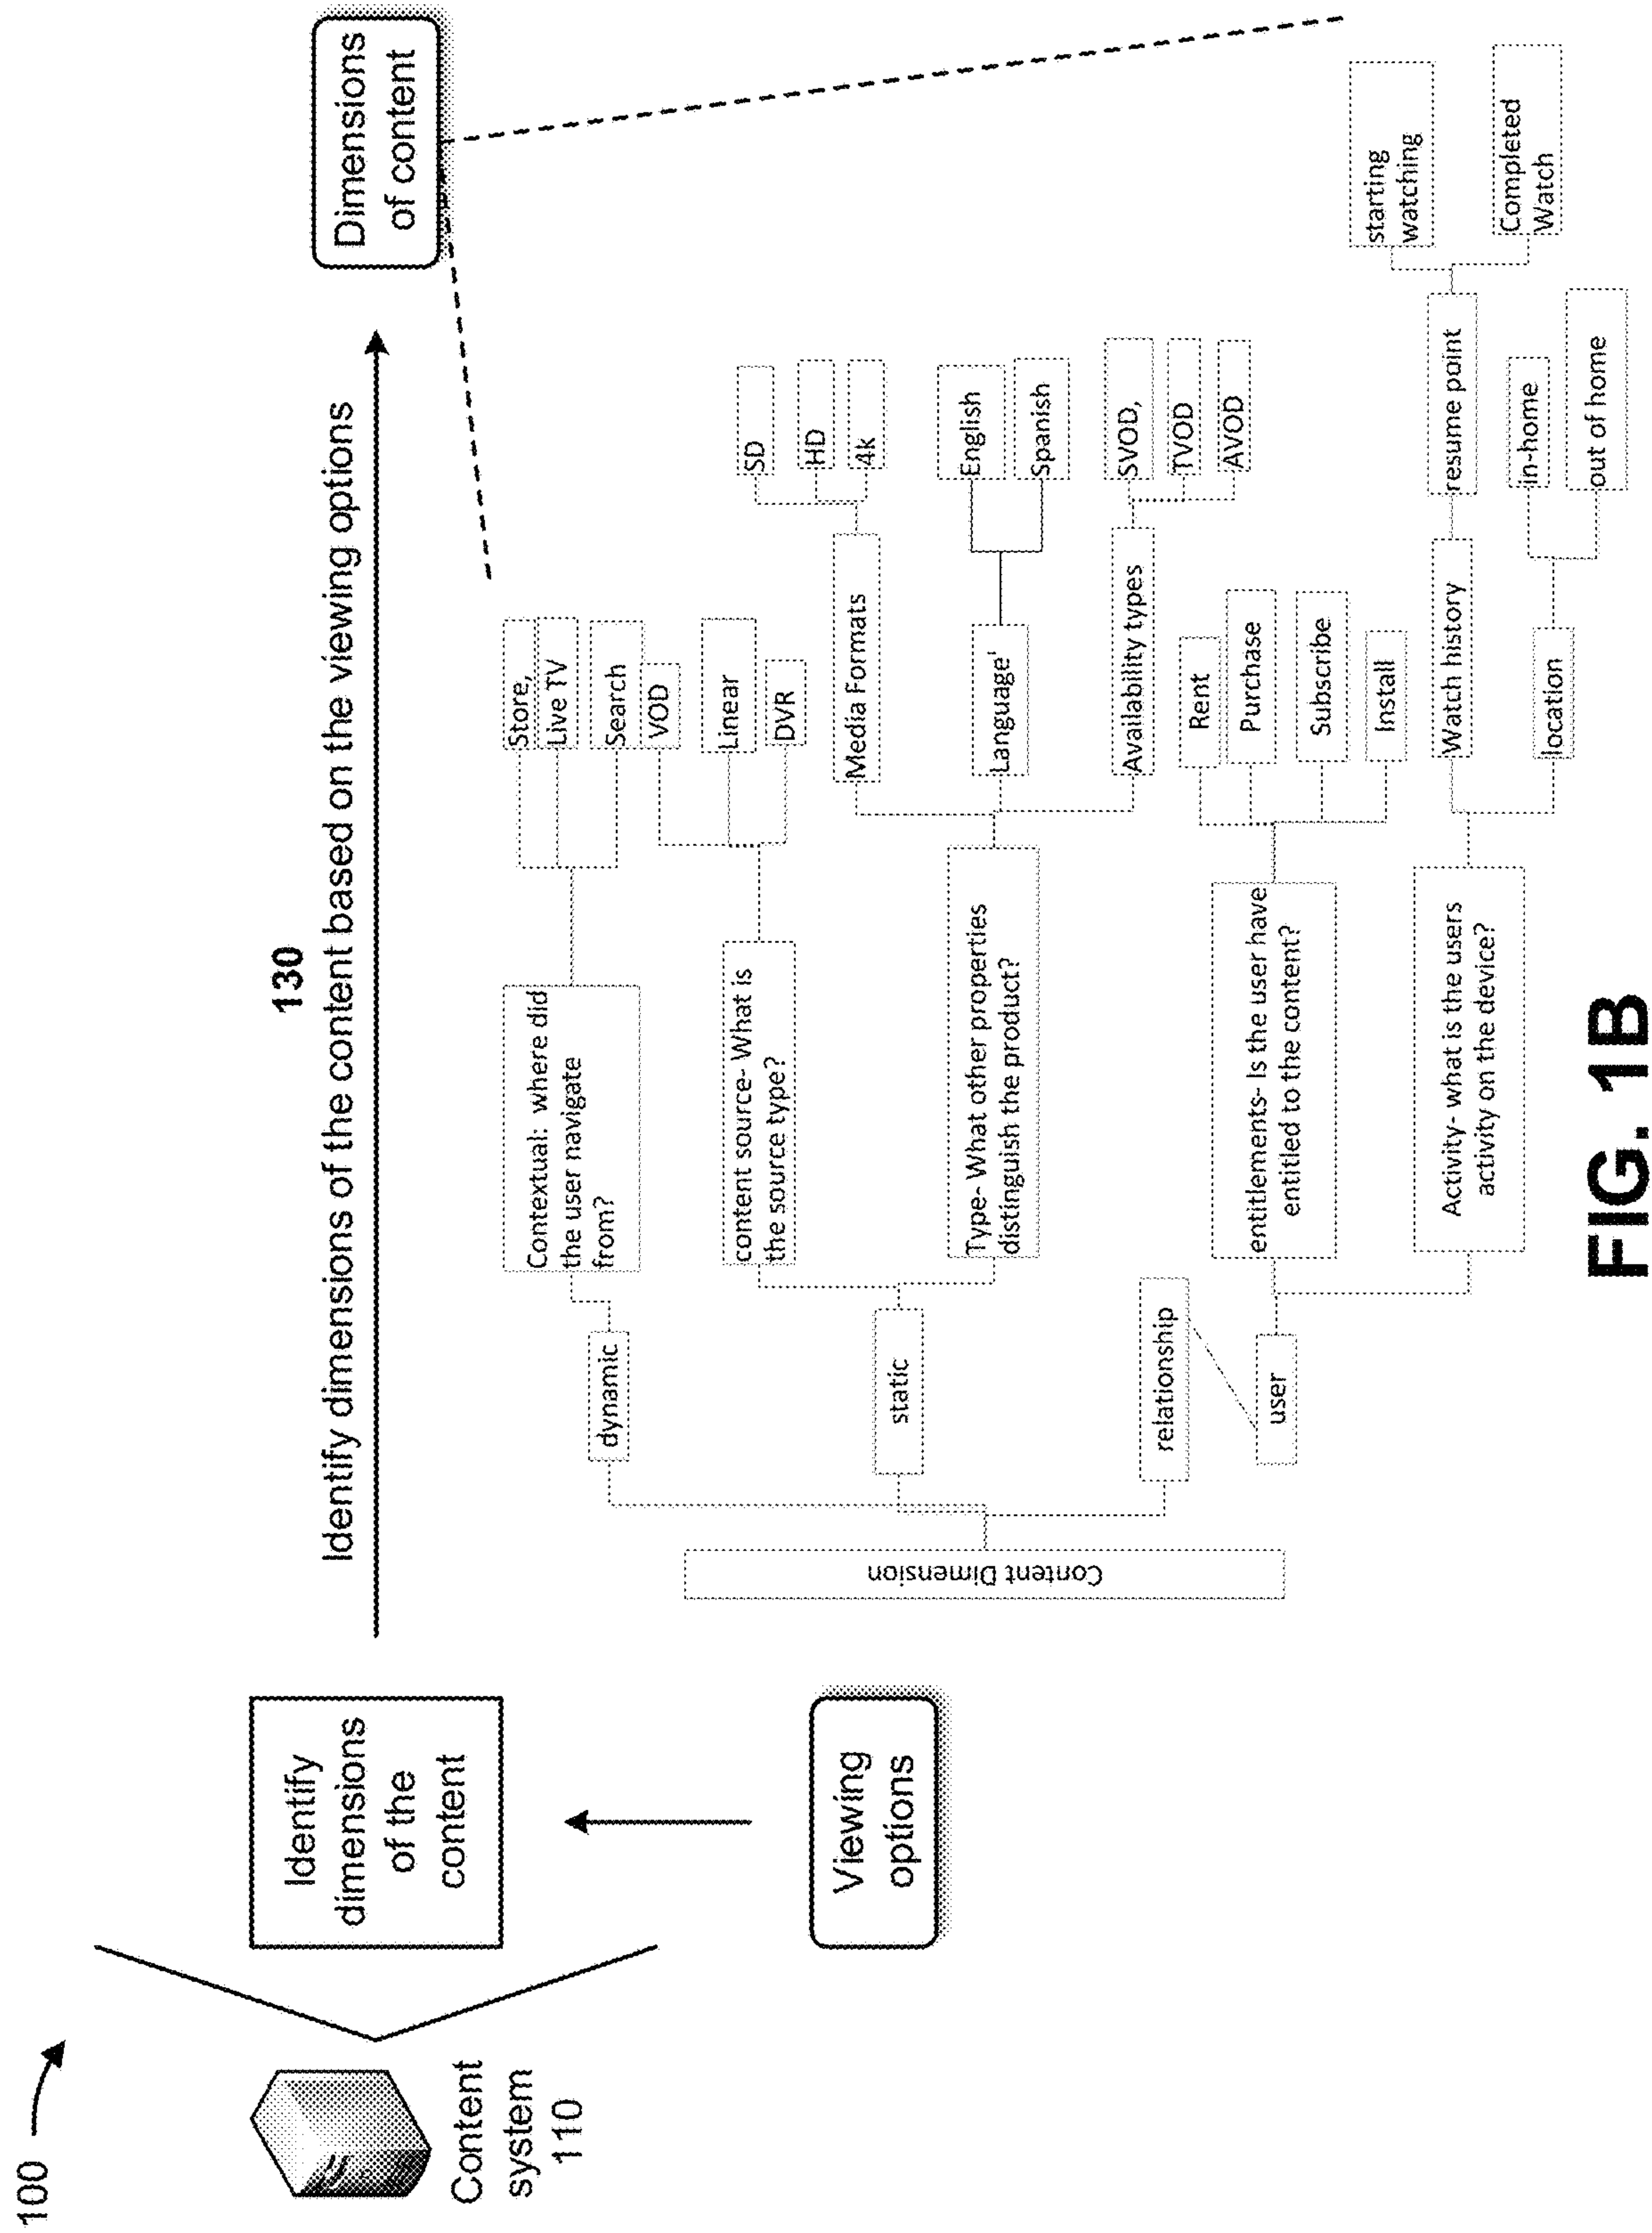 100
Content
system
110
Identify
dimensions
of the
content
Viewing
options
130
Identify dimensions of the content based on the viewing options
Dimensions
of content
Content Dimension
dynamic
Contextual: where did
the user navigate
from?
Store,
Live TV
Search
static
content source- What is
the source type?
VOD
Linear
DVR
Type- What other properties
distinguish the product?
Media Formats
SD
HD
4k
Language'
English
Spanish
Availability types
SVOD,
TVOD
AVOD
relationship
user
entitlements- Is the user have
entitled to the content?
Rent
Purchase
Subscribe
Install
Activity- what is the users
activity on the device?
Watch history
resume point
starting
watching
Completed
Watch
location
in-home
out of home
FIG. 1B